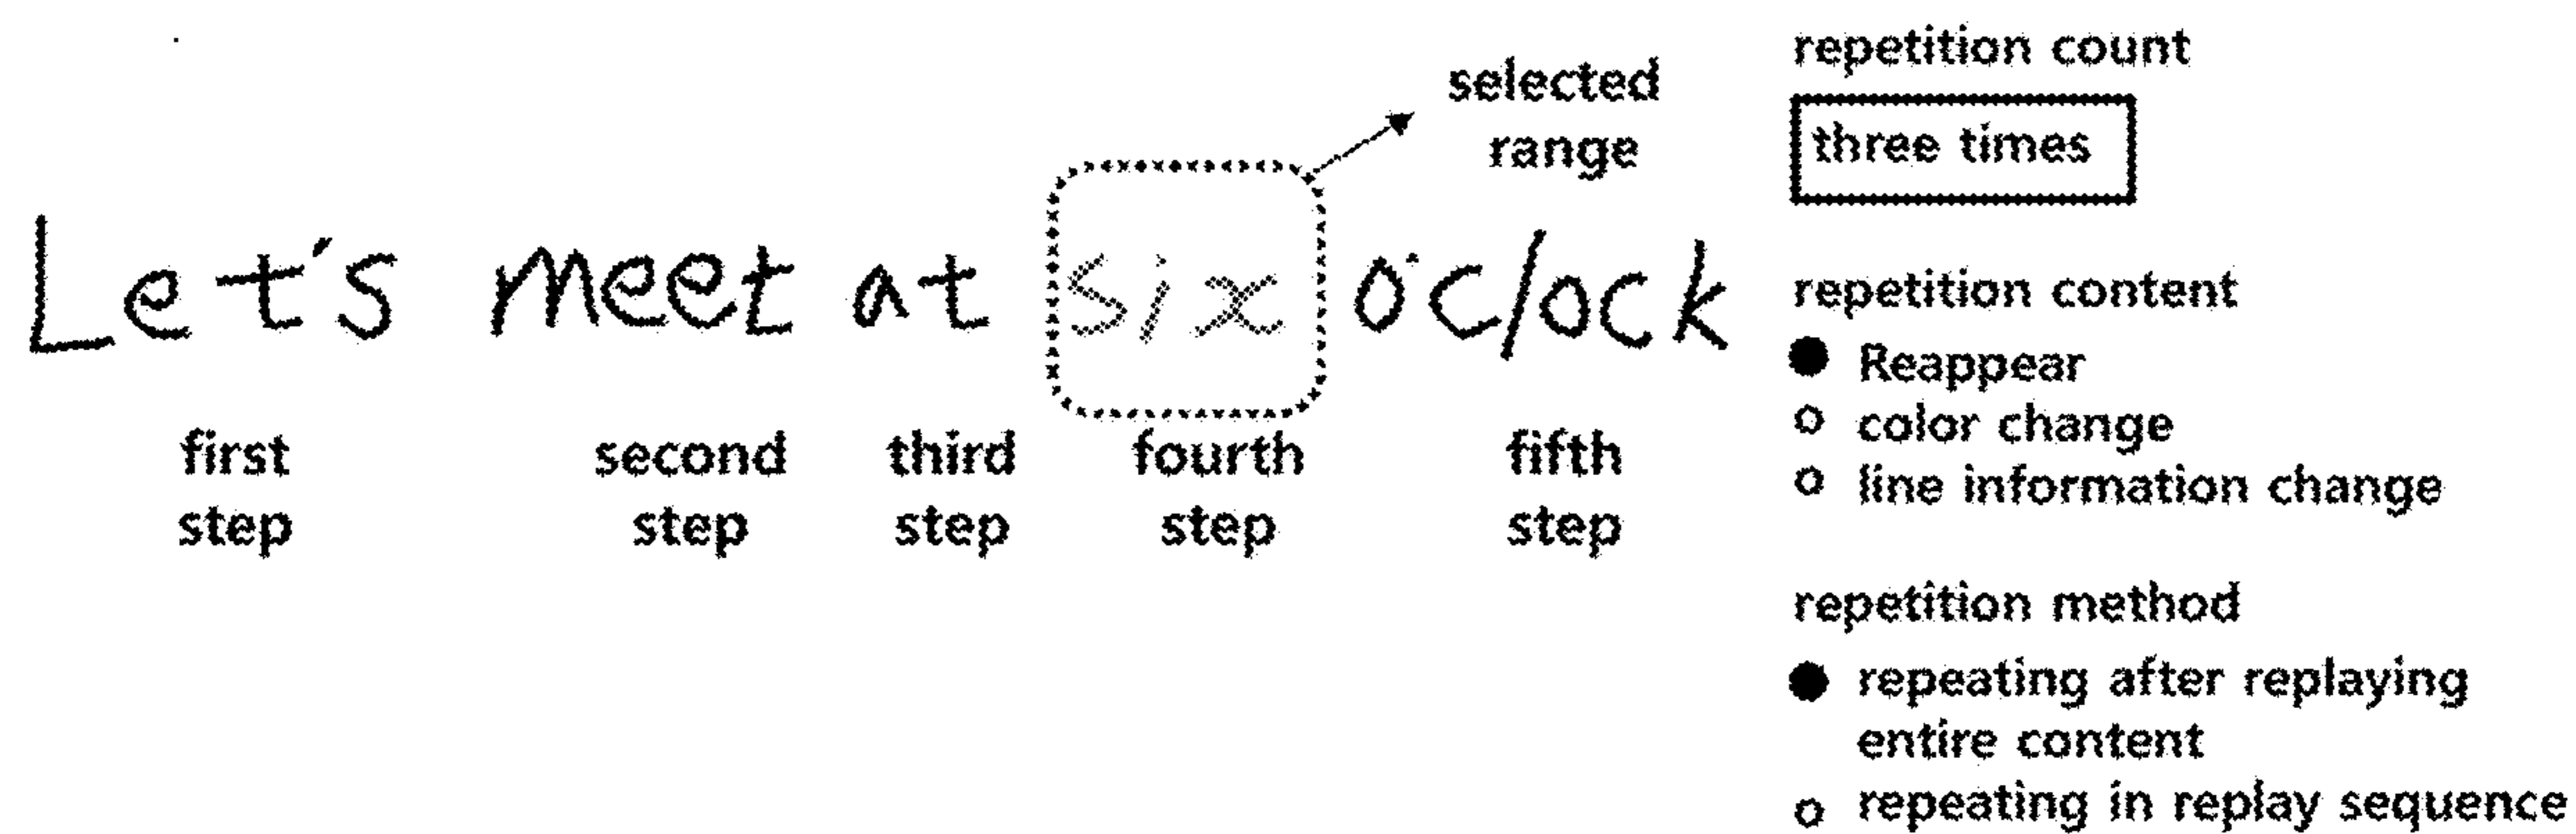 Let's meet at six o'clock
first step
second step
third step
fourth step
fifth step
selected range
repetition count
three times
repetition content
Reappear
color change
line information change
repetition method
repeating after replaying
entire content
repeating in replay sequence